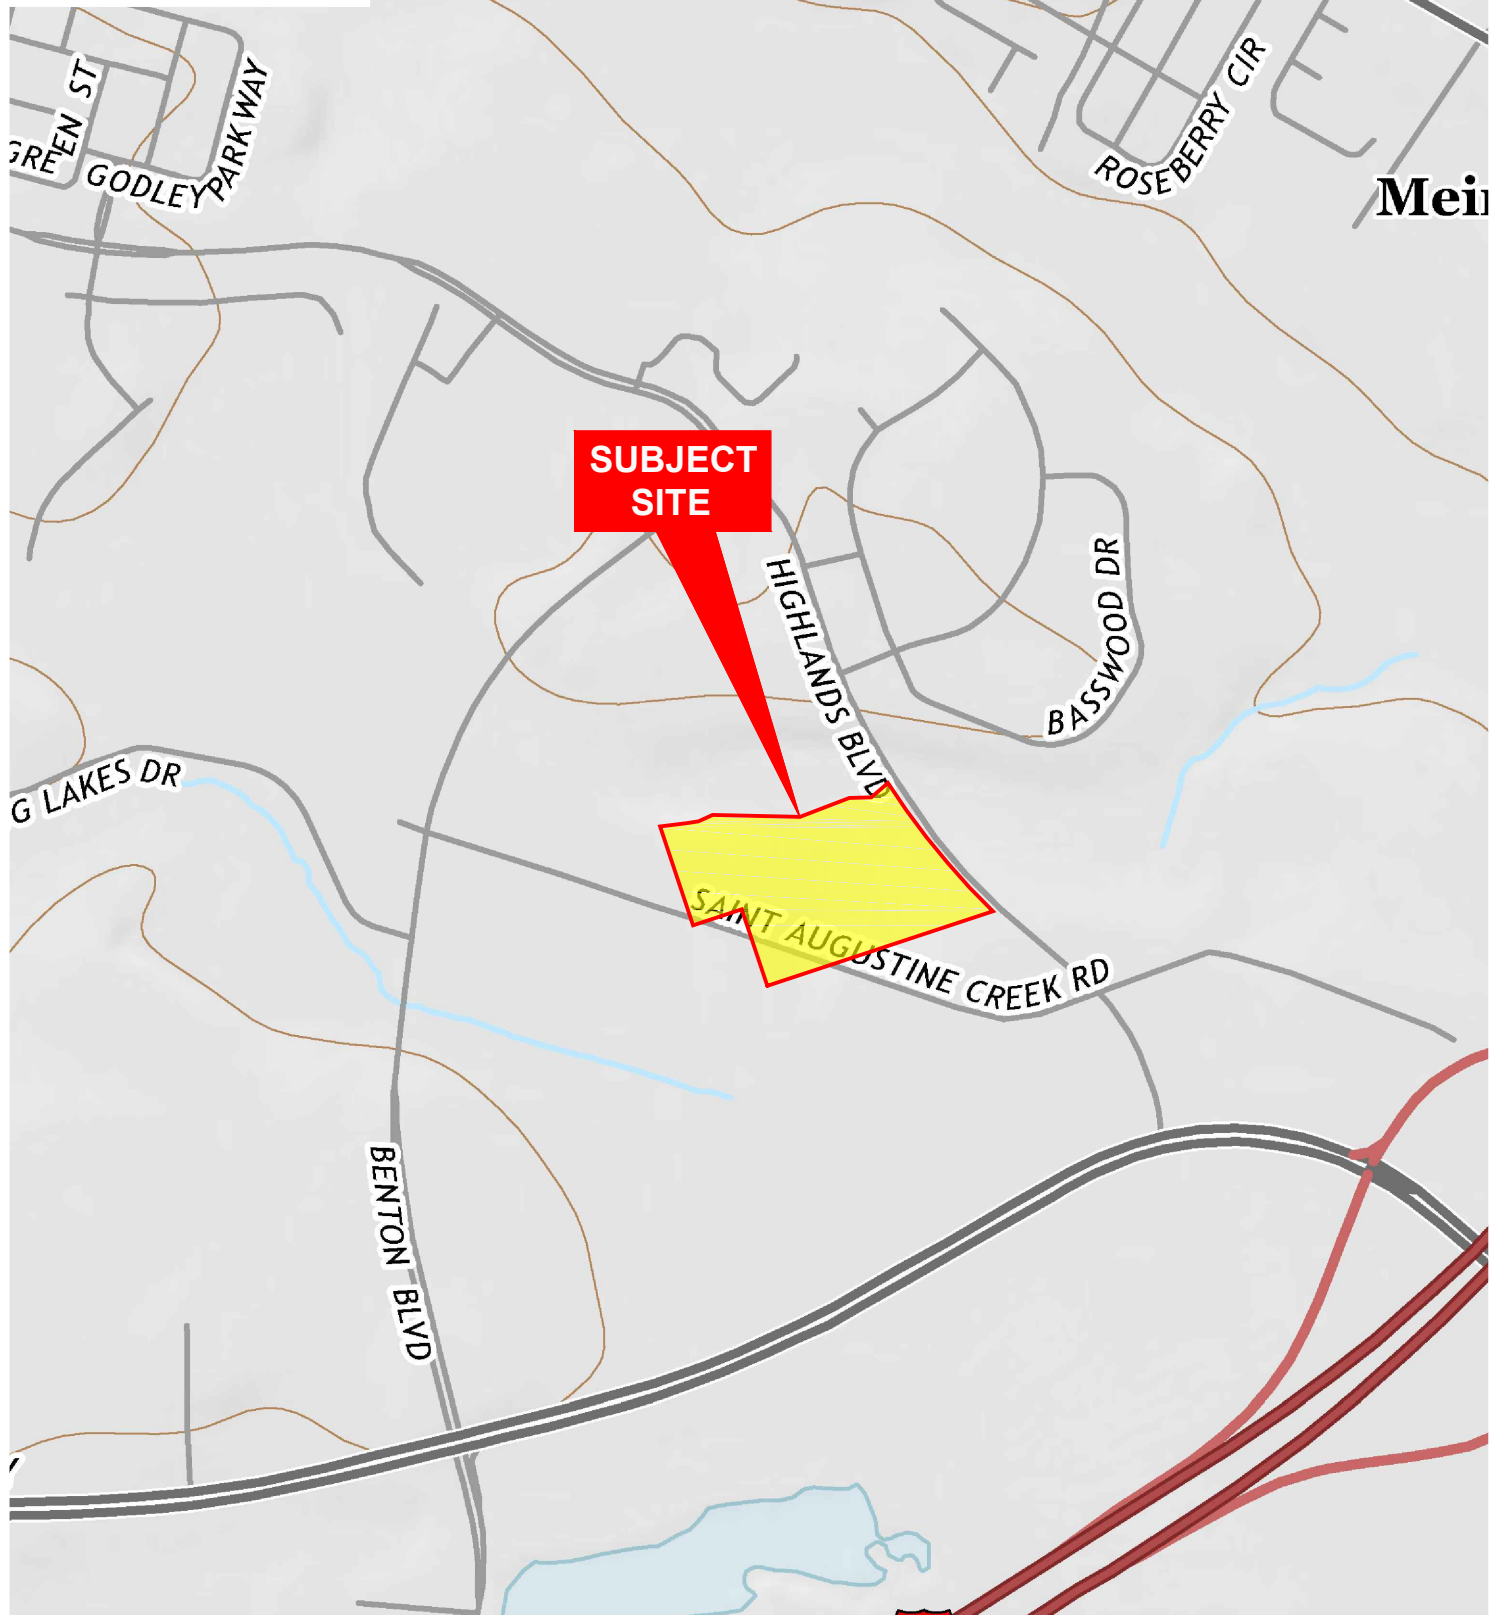 GREEN ST
GODLEY
PARKWAY
ROSEBERRY CIR
SUBJECT
SITE
HIGHLANDS BLVD
BASSWOOD DR
G LAKES DR
SAINT AUGUSTINE CREEK RD
BENTON BLVD